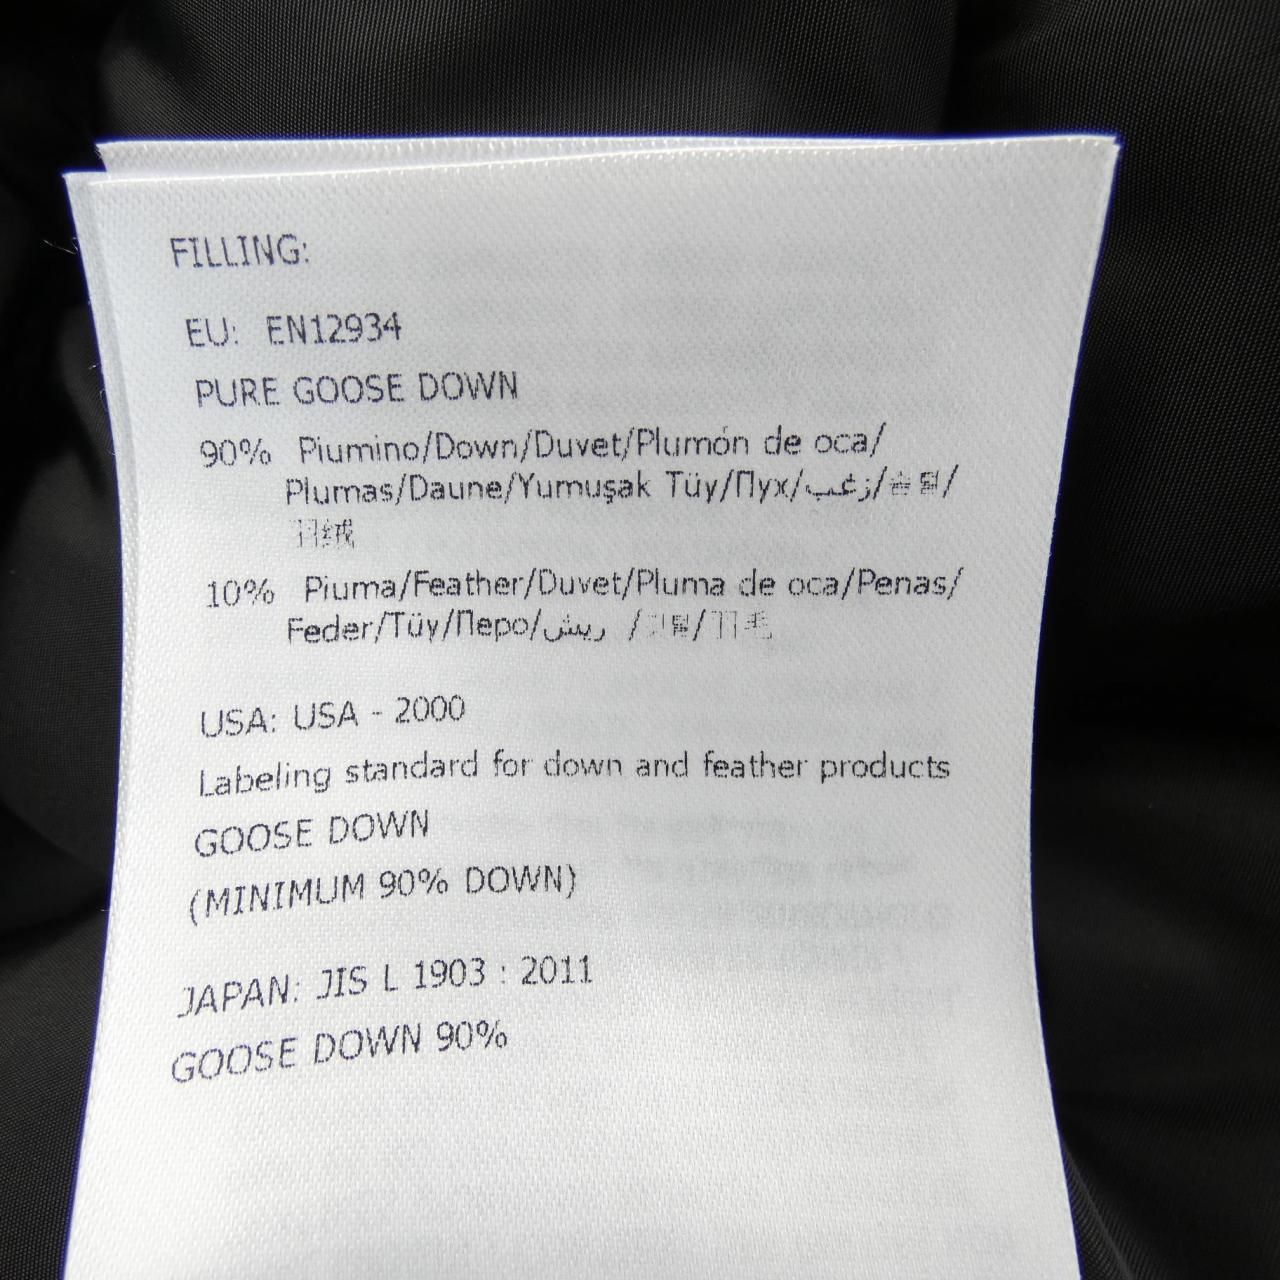 FILLING:
EU: EN12934
PURE GOOSE DOWN
90% Piumino/Down/Duvet/Plumón de oca/
Plumas/Daune/Yumuşak Tüy/Пух/زغب/솜털/
羽绒
10% Piuma/Feather/Duvet/Pluma de oca/Penas/
Feder/Tüy/Перо/ريش /깃털/羽毛
USA: USA - 2000
Labeling standard for down and feather products
GOOSE DOWN
(MINIMUM 90% DOWN)
JAPAN: JIS L 1903 : 2011
GOOSE DOWN 90%